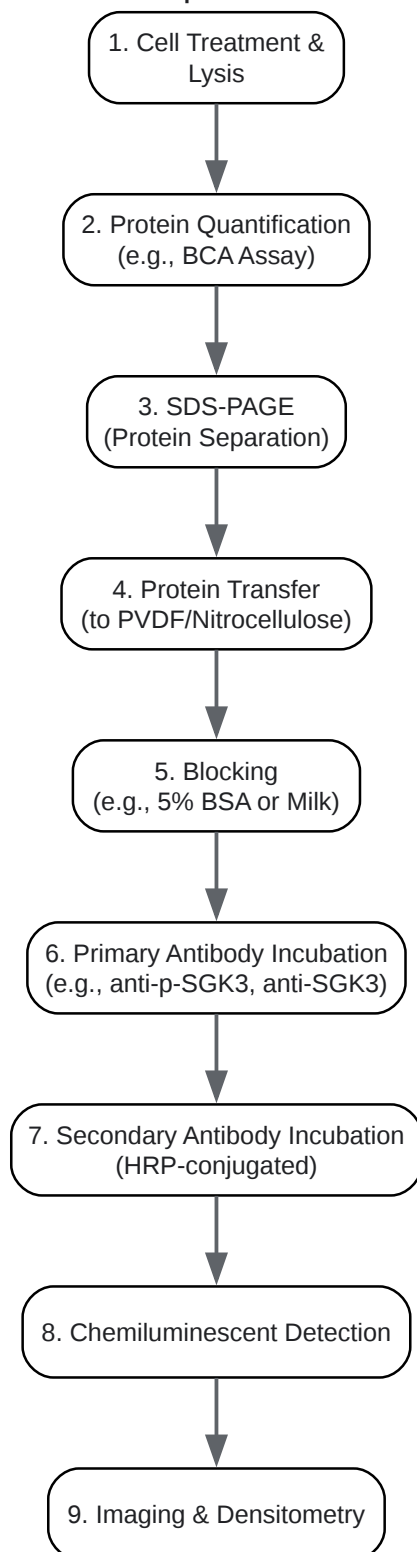 1. Cell Treatment &
Lysis
2. Protein Quantification
(e.g., BCA Assay)
3. SDS-PAGE
(Protein Separation)
4. Protein Transfer
(to PVDF/Nitrocellulose)
5. Blocking
(e.g., 5% BSA or Milk)
6. Primary Antibody Incubation
(e.g., anti-p-SGK3, anti-SGK3)
7. Secondary Antibody Incubation
(HRP-conjugated)
8. Chemiluminescent Detection
9. Imaging & Densitometry